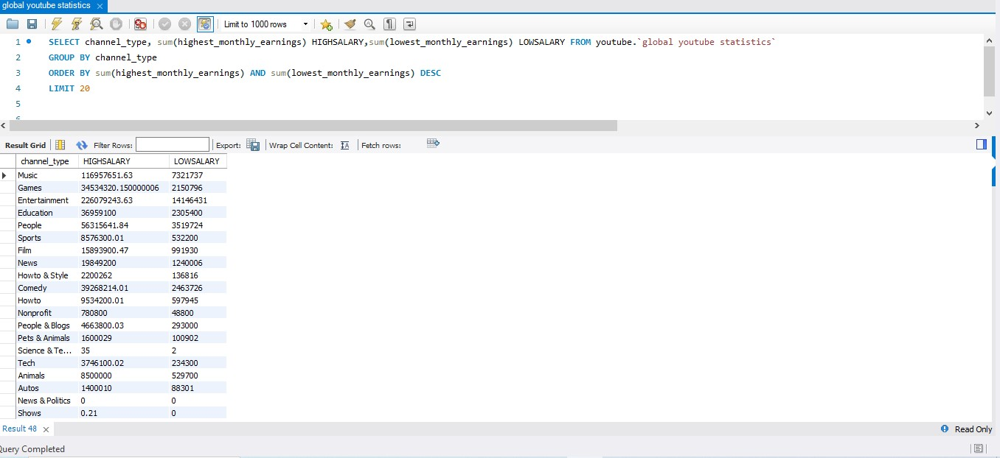 global youtube statistics
Limit to 1000 rows
1 SELECT channel_type, sum(highest_monthly_earnings) HIGHSALARY,sum(lowest_monthly_earnings) LOWSALARY FROM youtube.`global youtube statistics`
2 GROUP BY channel_type
3 ORDER BY sum(highest_monthly_earnings) AND sum(lowest_monthly_earnings) DESC
4 LIMIT 20
5
6
Result Grid Filter Rows: Export: Wrap Cell Content: Fetch rows:
channel_type HIGHSALARY LOWSALARY
Music 116957651.63 7321737
Games 34534320.150000006 2150796
Entertainment 226079243.63 14146431
Education 36959100 2305400
People 56315641.84 3519724
Sports 8576300.01 532200
Film 15893900.47 991930
News 19849200 1240006
Howto & Style 2200262 136816
Comedy 39268214.01 2463726
Howto 9534200.01 597945
Nonprofit 780800 48800
People & Blogs 4663800.03 293000
Pets & Animals 1600029 100902
Science & Te... 35 2
Tech 3746100.02 234300
Animals 8500000 529700
Autos 1400010 88301
News & Politics 0 0
Shows 0.21 0
Result 48 Read Only
Query Completed